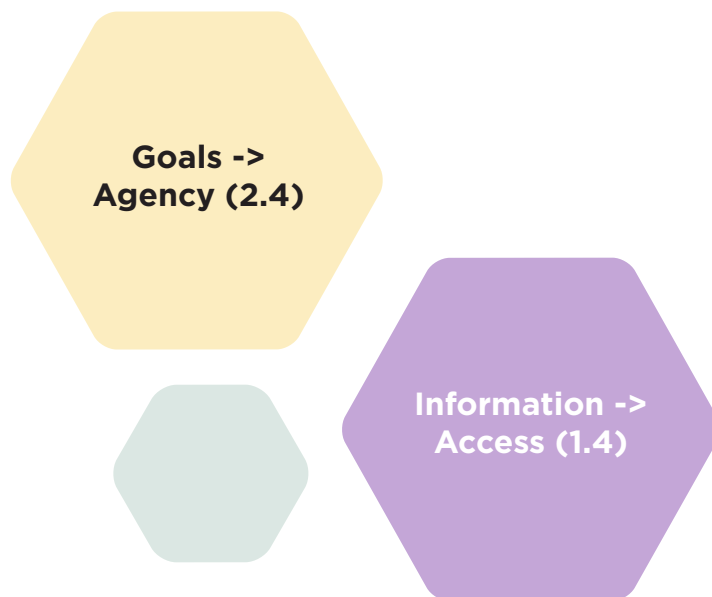 Goals ->
Agency (2.4)
Information ->
Access (1.4)